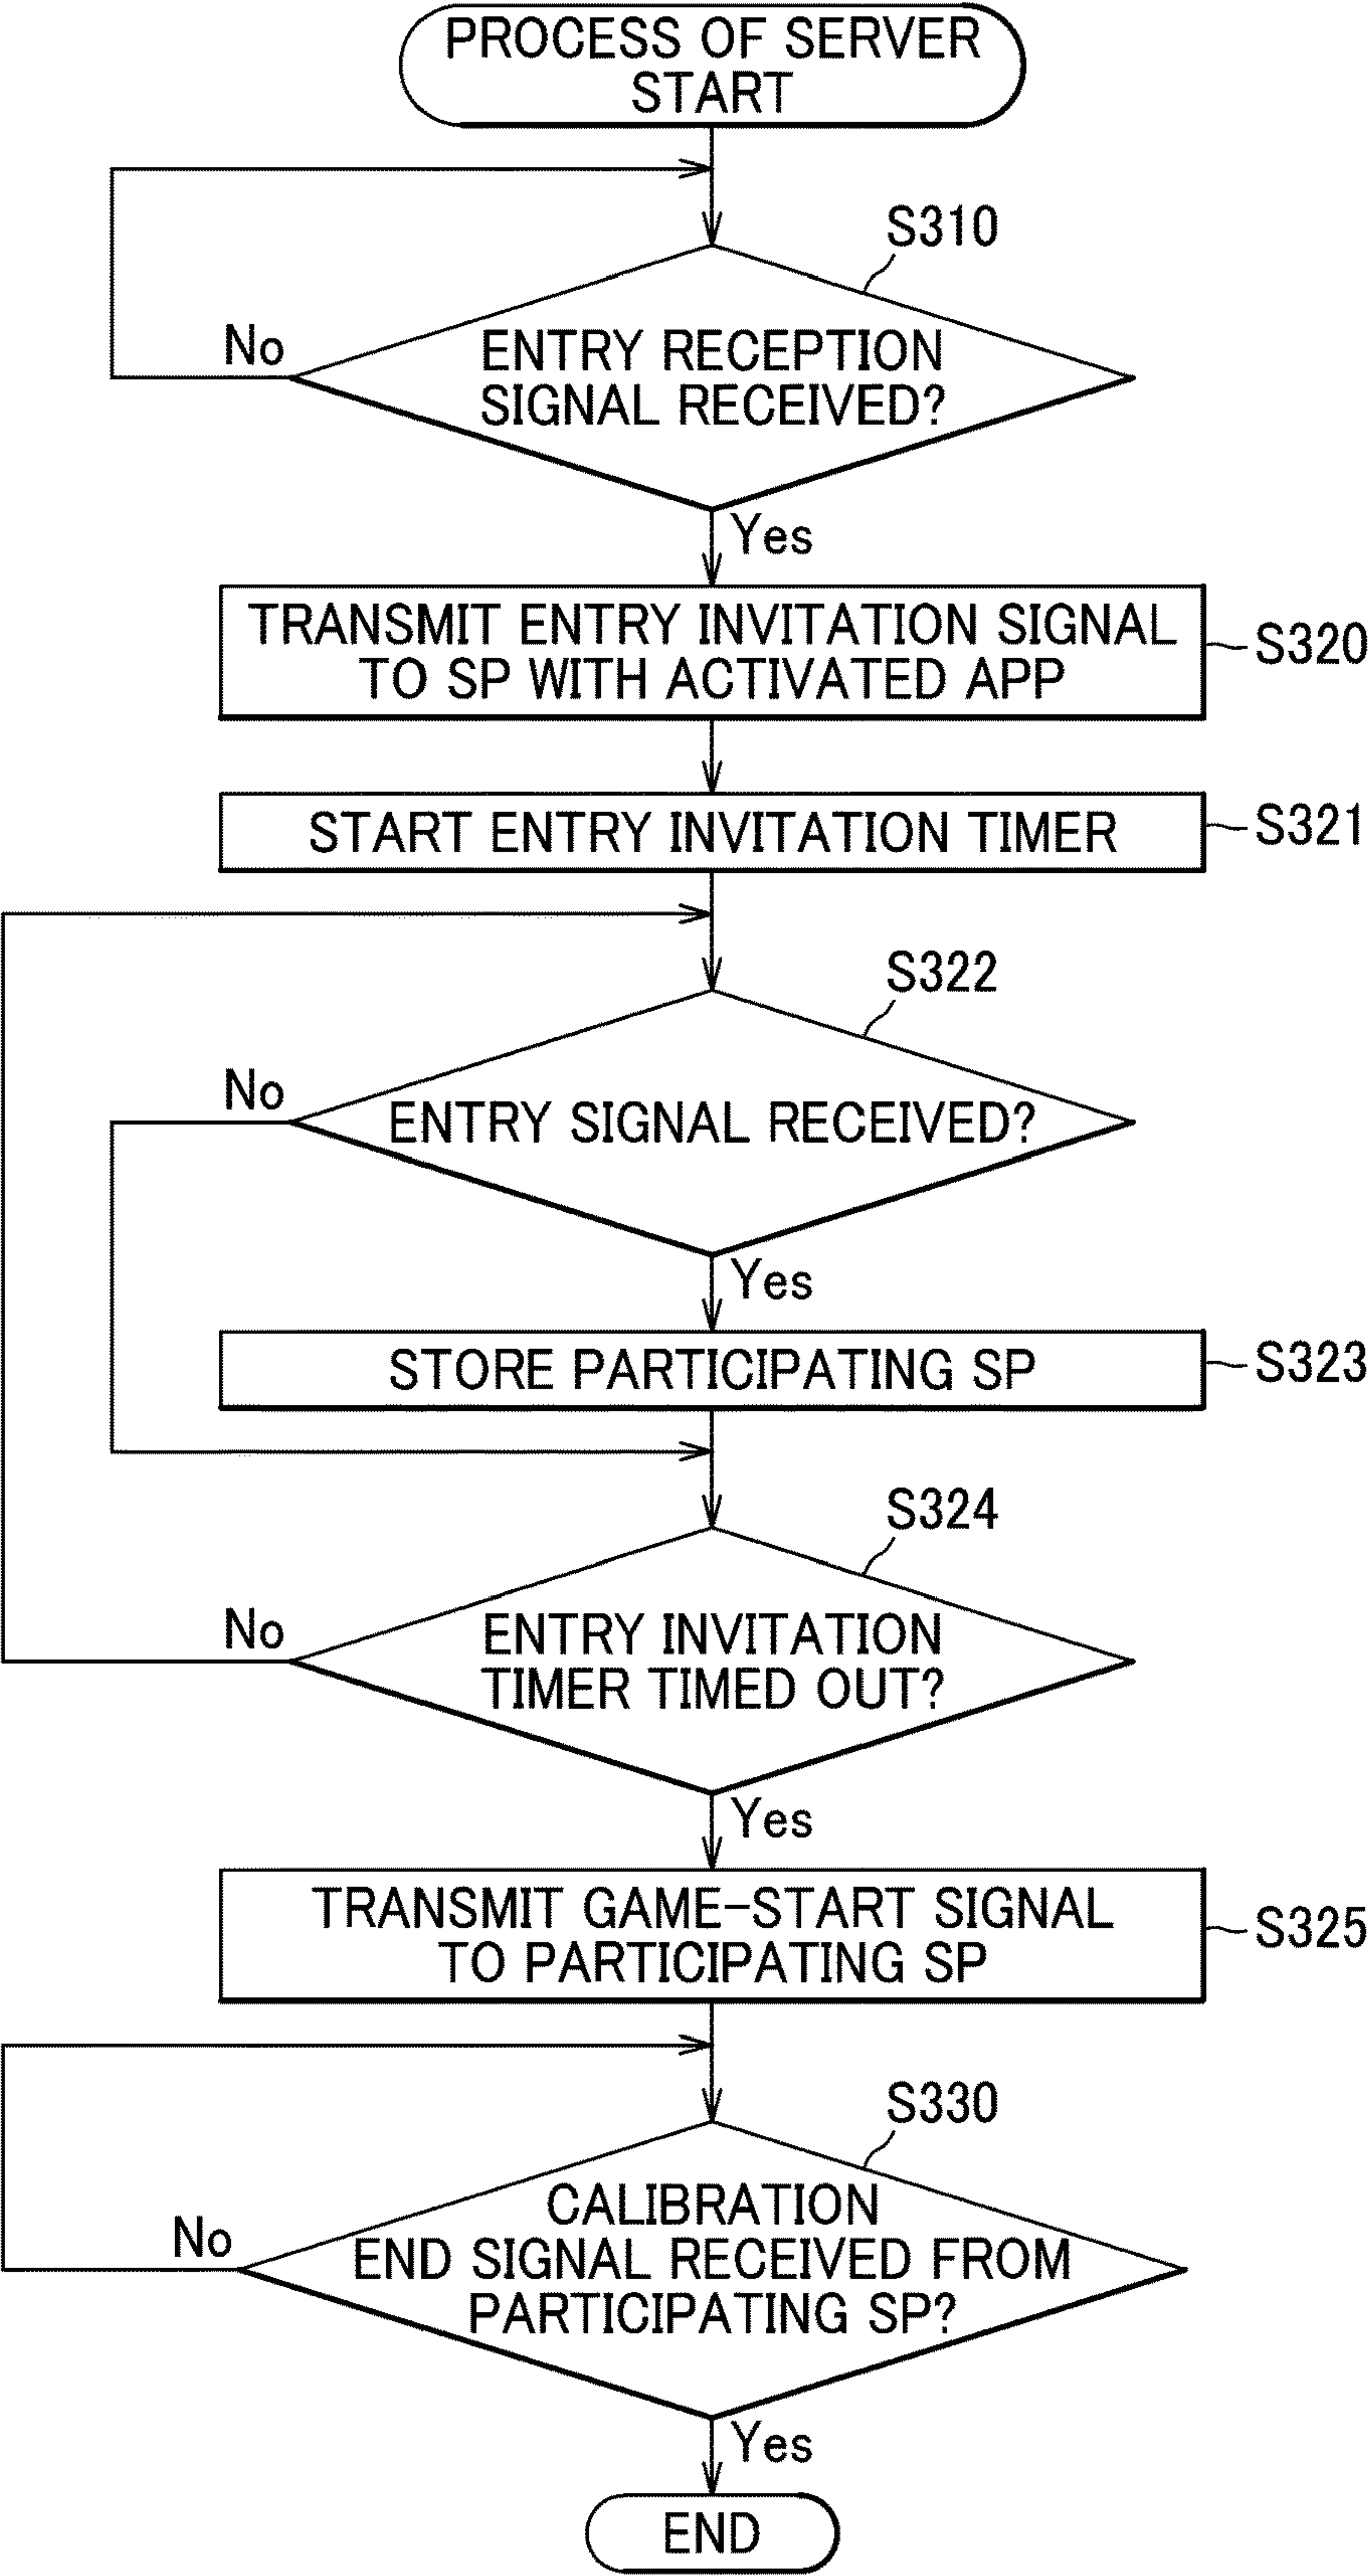 PROCESS OF SERVER
START
S310
No
ENTRY RECEPTION
SIGNAL RECEIVED?
Yes
TRANSMIT ENTRY INVITATION SIGNAL
TO SP WITH ACTIVATED APP
S320
START ENTRY INVITATION TIMER
S321
S322
No
ENTRY SIGNAL RECEIVED?
Yes
STORE PARTICIPATING SP
S323
S324
No
ENTRY INVITATION
TIMER TIMED OUT?
Yes
TRANSMIT GAME-START SIGNAL
TO PARTICIPATING SP
S325
S330
No
CALIBRATION
END SIGNAL RECEIVED FROM
PARTICIPATING SP?
Yes
END